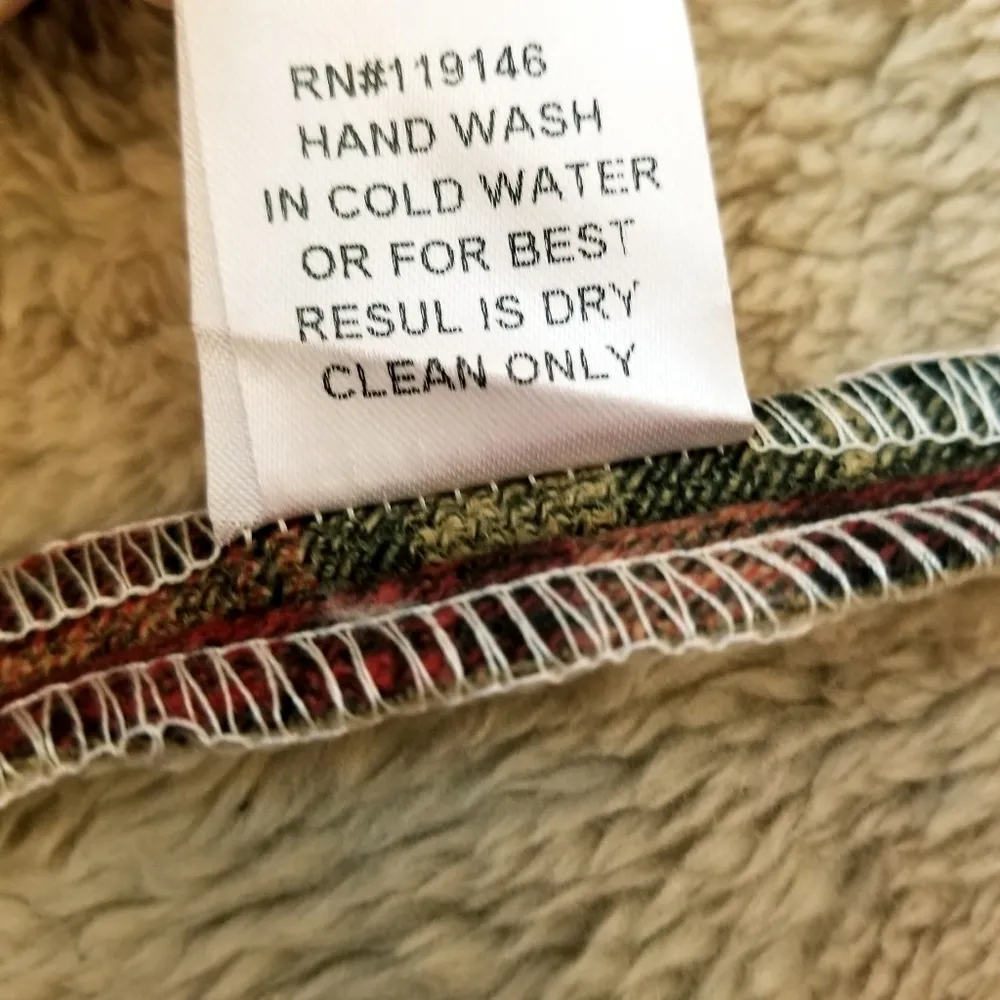 RN#119146
HAND WASH
IN COLD WATER
OR FOR BEST
RESUL IS DRY
CLEAN ONLY